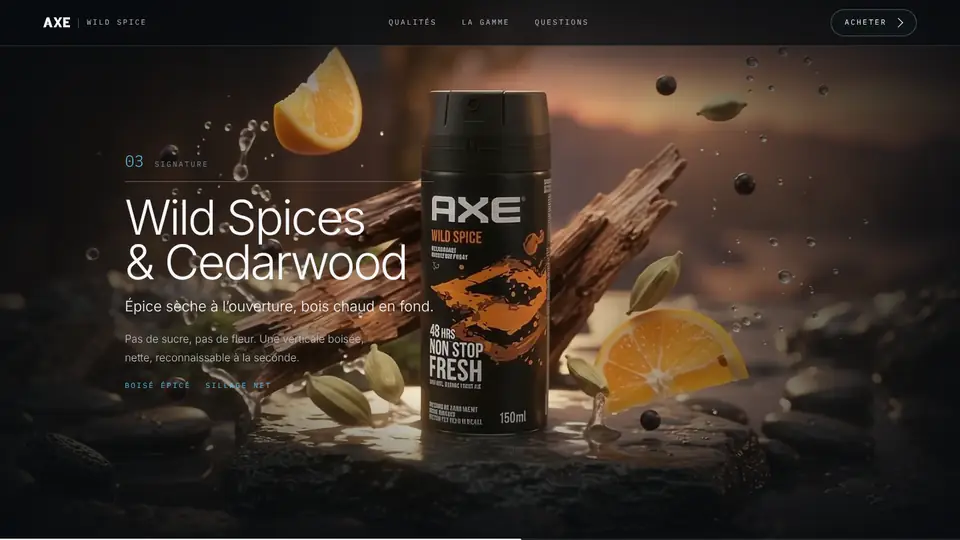 AXE | WILD SPICE
QUALITÉS
LA GAMME
QUESTIONS
ACHETER
03 SIGNATURE
Wild Spices
& Cedarwood
Épice sèche à l'ouverture, bois chaud en fond.
Pas de sucre, pas de fleur. Une verticale boisée,
nette, reconnaissable à la seconde.
BOISÉ ÉPICÉ SILLAGE NET
AXE
WILD SPICE
48 HRS
NON STOP
FRESH
150ml